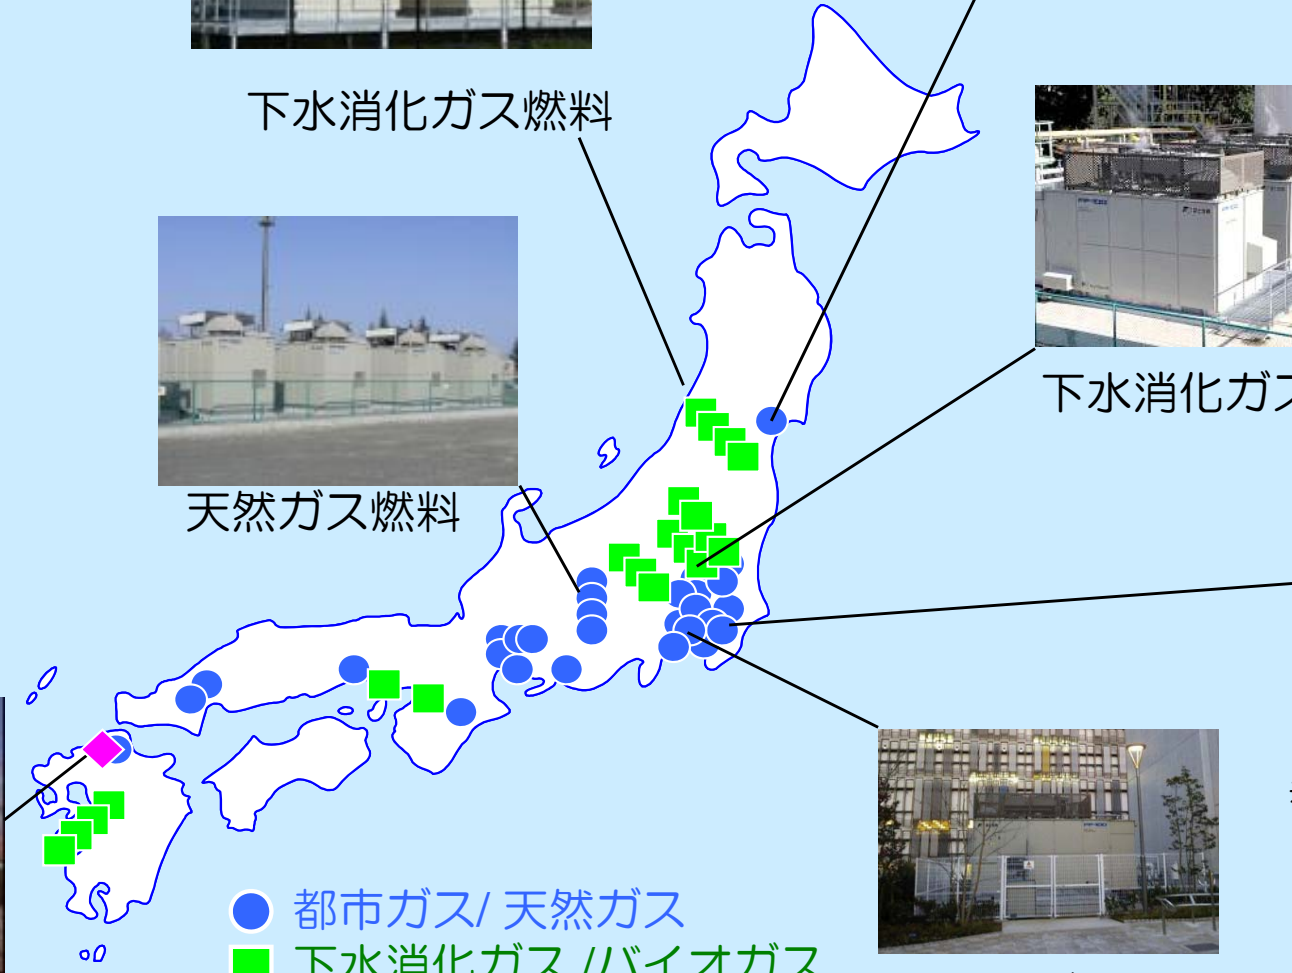 下水消化ガス燃料
下水消化ガス
天然ガス燃料
都市ガス/ 天然ガス
下水消化ガス /バイオガス